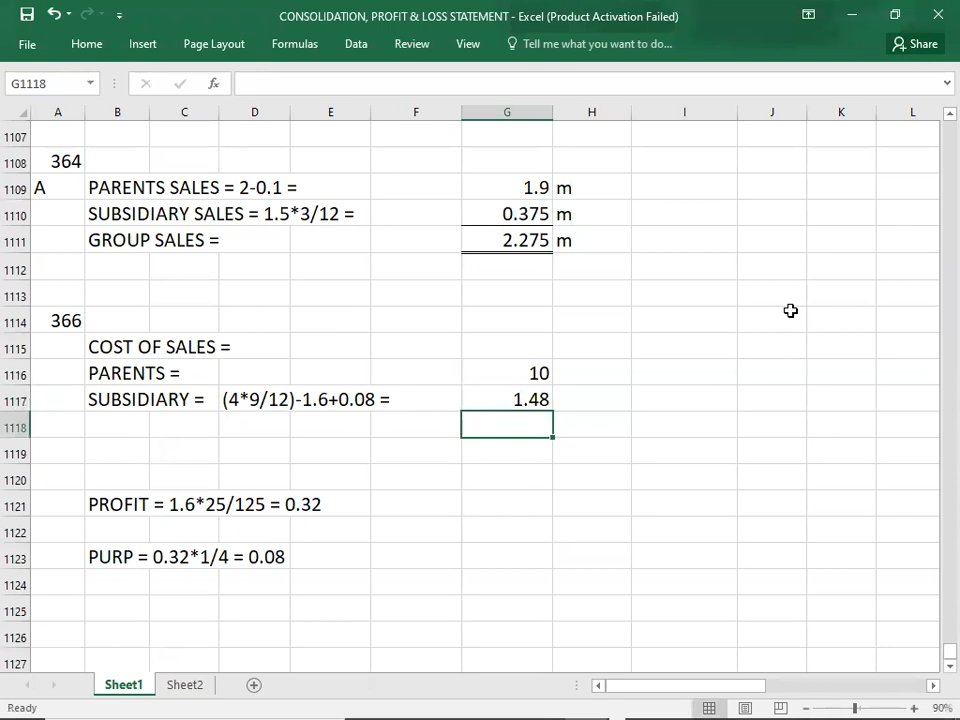 CONSOLIDATION, PROFIT & LOSS STATEMENT - Excel (Product Activation Failed)
File Home Insert Page Layout Formulas Data Review View Tell me what you want to do... Share
G1118 fx
A B C D E F G H I J K L
1107
1108 364
1109 A PARENTS SALES = 2-0.1 = 1.9 m
1110 SUBSIDIARY SALES = 1.5*3/12 = 0.375 m
1111 GROUP SALES = 2.275 m
1112
1113
1114 366
1115 COST OF SALES =
1116 PARENTS = 10
1117 SUBSIDIARY = (4*9/12)-1.6+0.08 = 1.48
1118
1119
1120
1121 PROFIT = 1.6*25/125 = 0.32
1122
1123 PURP = 0.32*1/4 = 0.08
1124
1125
1126
1127
Sheet1 Sheet2
Ready 90%